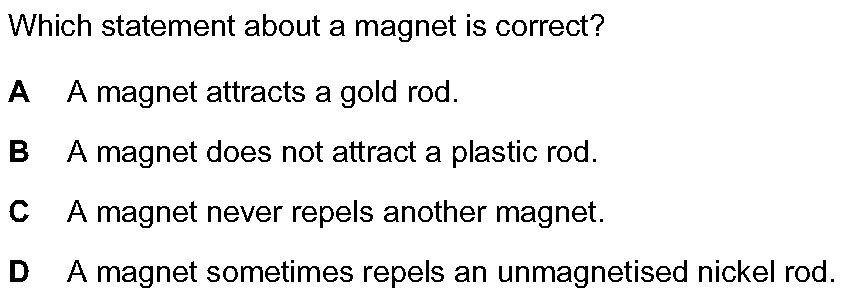 Which statement about a magnet is correct?
A A magnet attracts a gold rod.
B A magnet does not attract a plastic rod.
C A magnet never repels another magnet.
D A magnet sometimes repels an unmagnetised nickel rod.